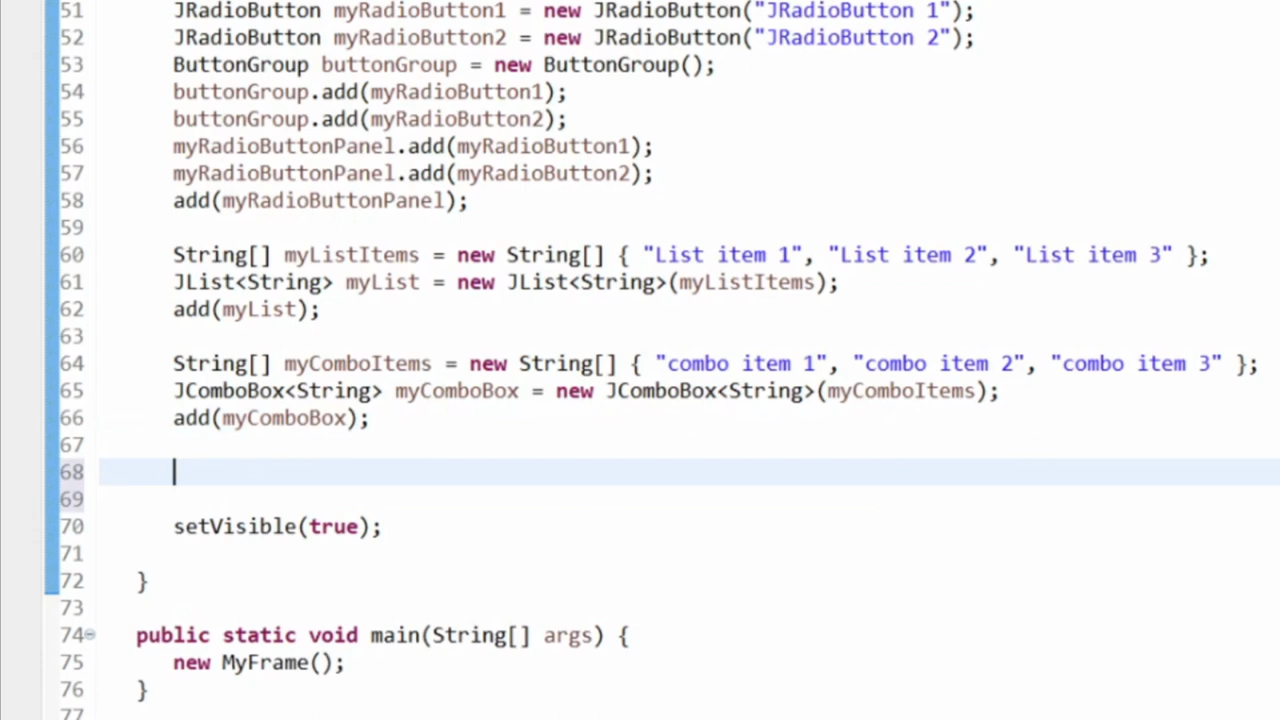 51 JRadioButton myRadioButton1 = new JRadioButton("JRadioButton 1");
52 JRadioButton myRadioButton2 = new JRadioButton("JRadioButton 2");
53 ButtonGroup buttonGroup = new ButtonGroup();
54 buttonGroup.add(myRadioButton1);
55 buttonGroup.add(myRadioButton2);
56 myRadioButtonPanel.add(myRadioButton1);
57 myRadioButtonPanel.add(myRadioButton2);
58 add(myRadioButtonPanel);
59
60 String[] myListItems = new String[] { "List item 1", "List item 2", "List item 3" };
61 JList<String> myList = new JList<String>(myListItems);
62 add(myList);
63
64 String[] myComboItems = new String[] { "combo item 1", "combo item 2", "combo item 3" };
65 JComboBox<String> myComboBox = new JComboBox<String>(myComboItems);
66 add(myComboBox);
67
68
69
70 setVisible(true);
71
72 }
73
74 public static void main(String[] args) {
75 new MyFrame();
76 }
77